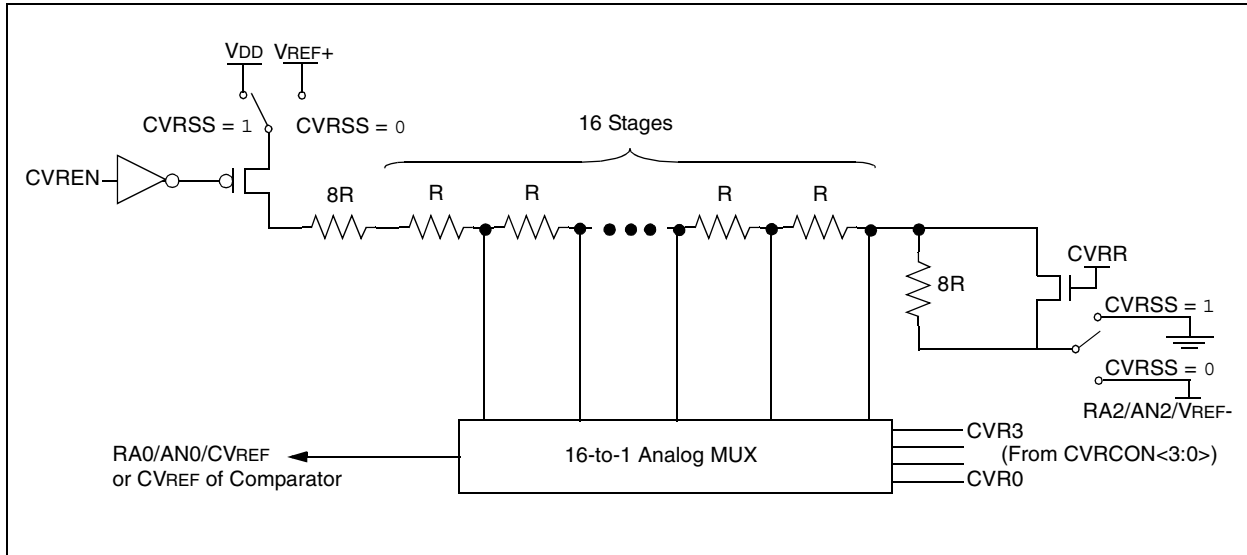 VDD VREF+
CVRSS = 1 CVRSS = 0
16 Stages
CVREN
8R R R R R
CVRR
8R
CVRSS = 1
CVRSS = 0
RA2/AN2/VREF-
RA0/AN0/CVREF
or CVREF of Comparator
16-to-1 Analog MUX
CVR3
(From CVRCON<3:0>)
CVR0